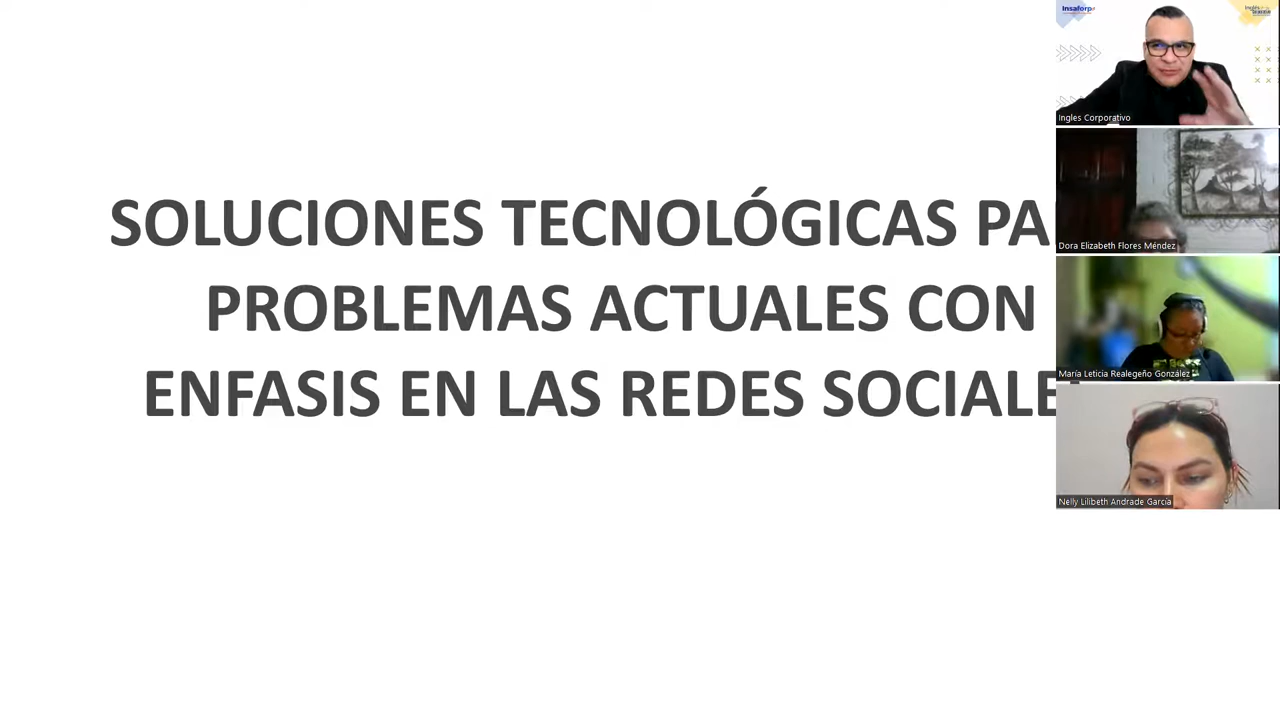 SOLUCIONES TECNOLÓGICAS PA
PROBLEMAS ACTUALES CON
ENFASIS EN LAS REDES SOCIALE
Insaforp
Ingles Corporativo
Dora Elizabeth Flores Méndez
María Leticia Realegeño González
Nelly Lilibeth Andrade García